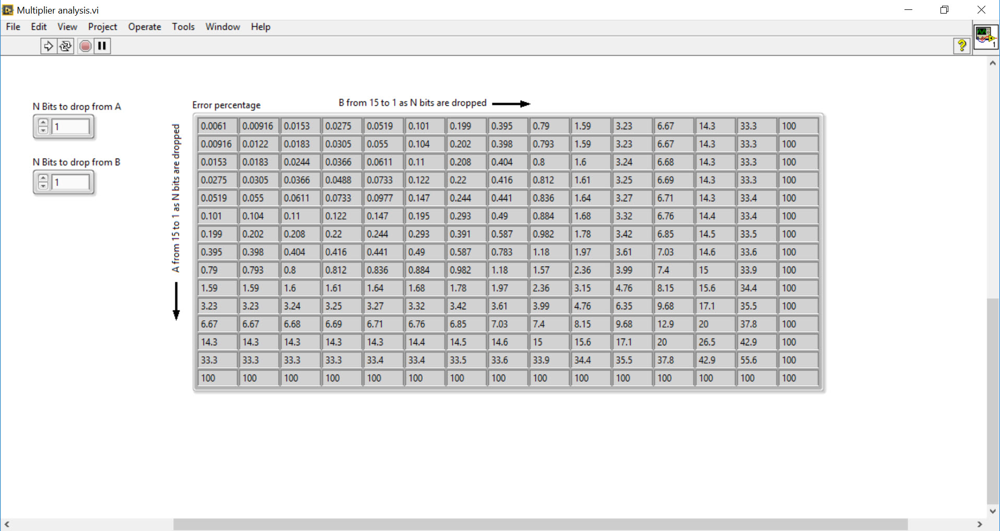 Multiplier analysis.vi
File Edit View Project Operate Tools Window Help
1
N Bits to drop from A
1
N Bits to drop from B
1
Error percentage
B from 15 to 1 as N bits are dropped
A from 15 to 1 as N bits are dropped
0.0061 0.00916 0.0153 0.0275 0.0519 0.101 0.199 0.395 0.79 1.59 3.23 6.67 14.3 33.3 100
0.00916 0.0122 0.0183 0.0305 0.055 0.104 0.202 0.398 0.793 1.59 3.23 6.67 14.3 33.3 100
0.0153 0.0183 0.0244 0.0366 0.0611 0.11 0.208 0.404 0.8 1.6 3.24 6.68 14.3 33.3 100
0.0275 0.0305 0.0366 0.0488 0.0733 0.122 0.22 0.416 0.812 1.61 3.25 6.69 14.3 33.3 100
0.0519 0.055 0.0611 0.0733 0.0977 0.147 0.244 0.441 0.836 1.64 3.27 6.71 14.3 33.4 100
0.101 0.104 0.11 0.122 0.147 0.195 0.293 0.49 0.884 1.68 3.32 6.76 14.4 33.4 100
0.199 0.202 0.208 0.22 0.244 0.293 0.391 0.587 0.982 1.78 3.42 6.85 14.5 33.5 100
0.395 0.398 0.404 0.416 0.441 0.49 0.587 0.783 1.18 1.97 3.61 7.03 14.6 33.6 100
0.79 0.793 0.8 0.812 0.836 0.884 0.982 1.18 1.57 2.36 3.99 7.4 15 33.9 100
1.59 1.59 1.6 1.61 1.64 1.68 1.78 1.97 2.36 3.15 4.76 8.15 15.6 34.4 100
3.23 3.23 3.24 3.25 3.27 3.32 3.42 3.61 3.99 4.76 6.35 9.68 17.1 35.5 100
6.67 6.67 6.68 6.69 6.71 6.76 6.85 7.03 7.4 8.15 9.68 12.9 20 37.8 100
14.3 14.3 14.3 14.3 14.3 14.4 14.5 14.6 15 15.6 17.1 20 26.5 42.9 100
33.3 33.3 33.3 33.3 33.4 33.4 33.5 33.6 33.9 34.4 35.5 37.8 42.9 55.6 100
100 100 100 100 100 100 100 100 100 100 100 100 100 100 100